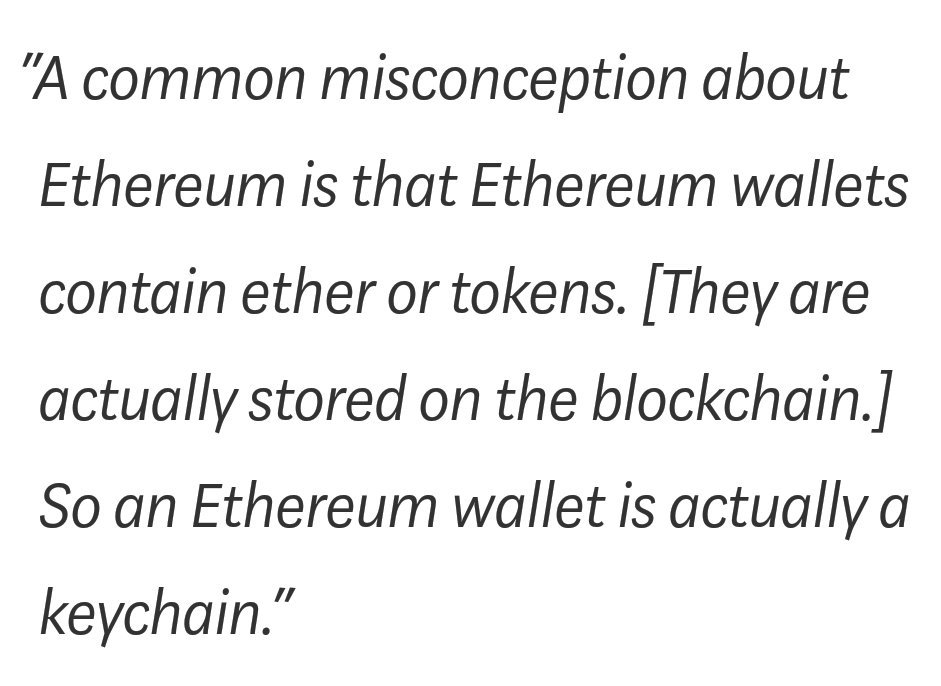 "A common misconception about
Ethereum is that Ethereum wallets
contain ether or tokens. [They are
actually stored on the blockchain.]
So an Ethereum wallet is actually a
keychain."